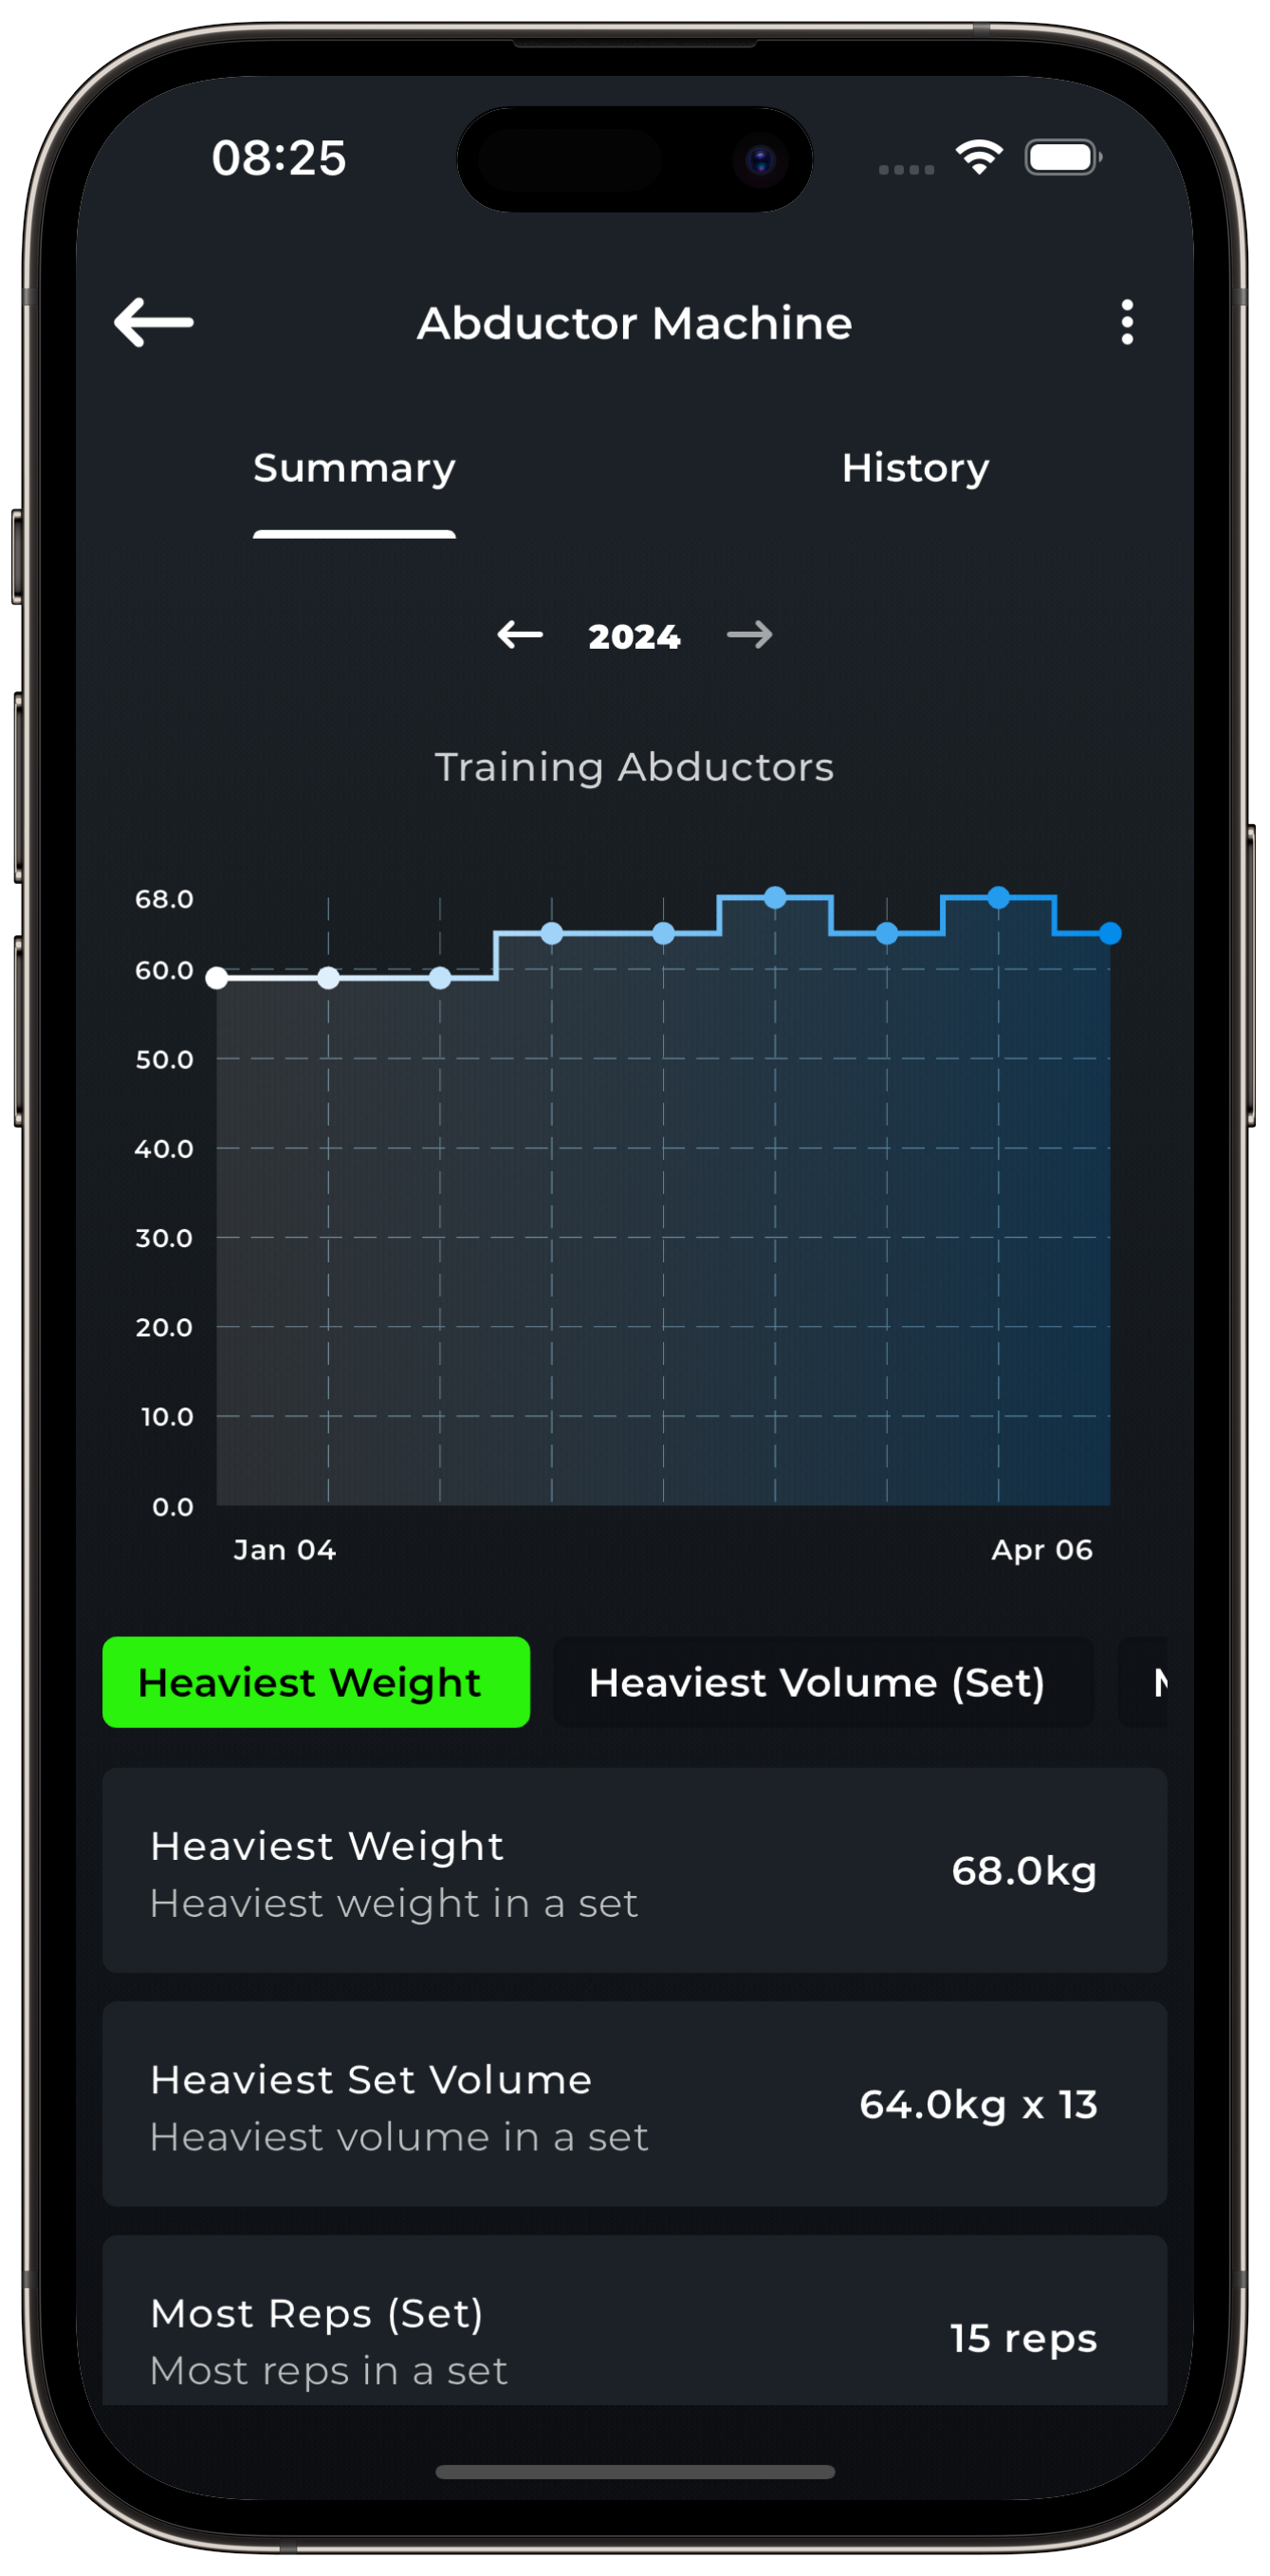 08:25
Abductor Machine
Summary History
2024
Training Abductors
68.0
60.0
50.0
40.0
30.0
20.0
10.0
0.0
Jan 04 Apr 06
Heaviest Weight Heaviest Volume (Set)
Heaviest Weight
Heaviest weight in a set
68.0kg
Heaviest Set Volume
Heaviest volume in a set
64.0kg x 13
Most Reps (Set)
Most reps in a set
15 reps